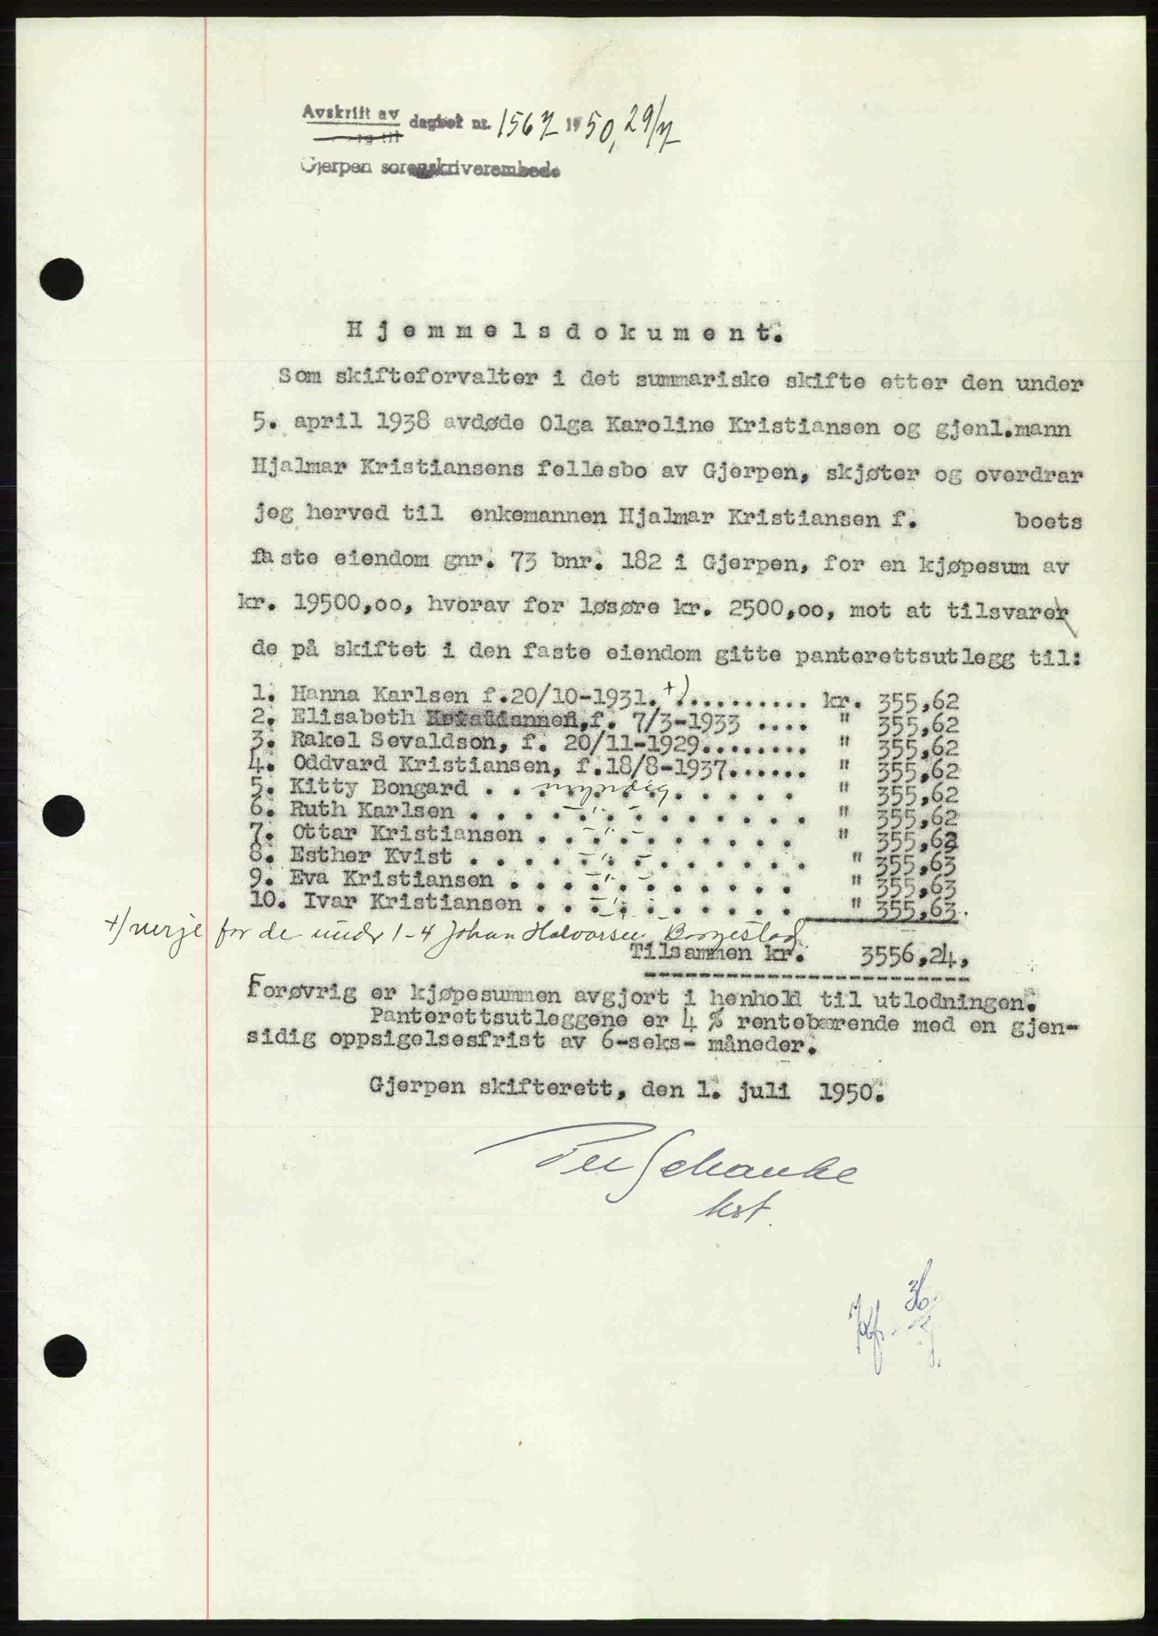 Avskrift av dagbok nr. 1567 1950, 29/7
Gjerpen sorenskriverembede
Hjemmelsdokument.
Som skifteforvalter i det summariske skifte etter den under
5. april 1938 avdøde Olga Karoline Kristiansen og gjenl.mann
Hjalmar Kristiansens fellesbo av Gjerpen, skjøter og overdrar
jeg herved til enkemannen Hjalmar Kristiansen f. boets
faste eiendom gnr. 73 bnr. 182 i Gjerpen, for en kjøpesum av
kr. 19500,oo, hvorav for løsøre kr. 2500,oo, mot at tilsvaren
de på skiftet i den faste eiendom gitte panterettsutlegg til:
1. Hanna Karlsen f.20/10-1931. +) .......... kr. 355,62
2. Elisabeth f. 7/3-1933 .... " 355,62
3. Rakel Sevaldson, f. 20/11-1929........ " 355,62
4. Oddvard Kristiansen, f.18/8-1937...... " 355,62
5. Kitty Bongard . . myndig . . . . . " 355,62
6. Ruth Karlsen . . . . . -"- . . . . . " 355,62
7. Ottar Kristiansen . . . -"- . . . . . " 355,62
8. Esther Kvist . . . . . -"- . . . . . " 355,63
9. Eva Kristiansen . . . . -"- . . . . . " 355,63
10. Ivar Kristiansen . . . -"- . . . . . " 355,63.
+) verje for de under 1-4 Johan Halvorsen, Borgestad
Tilsammen kr. 3556,24,
Forøvrig er kjøpesummen avgjort i henhold til utlodningen.
Panterettsutleggene er 4 % rentebærende med en gjen-
sidig oppsigelsesfrist av 6-seks- måneder.
Gjerpen skifterett, den 1. juli 1950.
Per Schanke
kst.